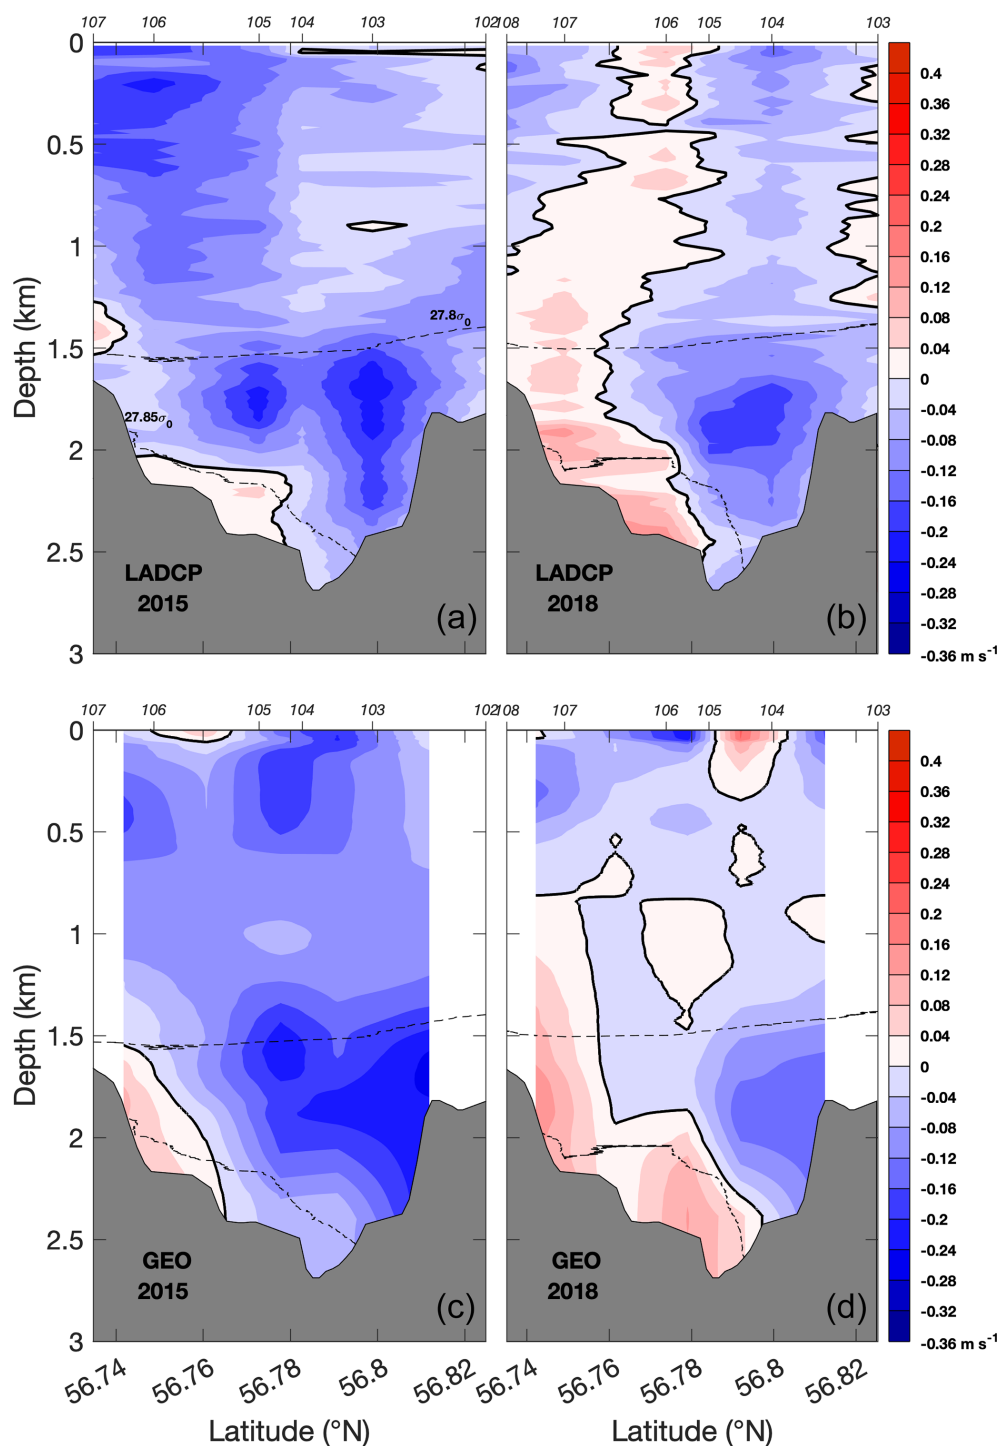 107 106 105 104 103 102
108 107 106 105 104 103
0
0.5
1
1.5
2
2.5
3
Depth (km)
27.8σ0
27.85σ0
LADCP
2015
(a)
LADCP
2018
(b)
0.4
0.36
0.32
0.28
0.24
0.2
0.16
0.12
0.08
0.04
0
-0.04
-0.08
-0.12
-0.16
-0.2
-0.24
-0.28
-0.32
-0.36 m s-1
107 106 105 104 103 102
108 107 106 105 104 103
0
0.5
1
1.5
2
2.5
3
Depth (km)
GEO
2015
(c)
GEO
2018
(d)
0.4
0.36
0.32
0.28
0.24
0.2
0.16
0.12
0.08
0.04
0
-0.04
-0.08
-0.12
-0.16
-0.2
-0.24
-0.28
-0.32
-0.36 m s-1
56.74 56.76 56.78 56.8 56.82
56.74 56.76 56.78 56.8 56.82
Latitude (°N)
Latitude (°N)